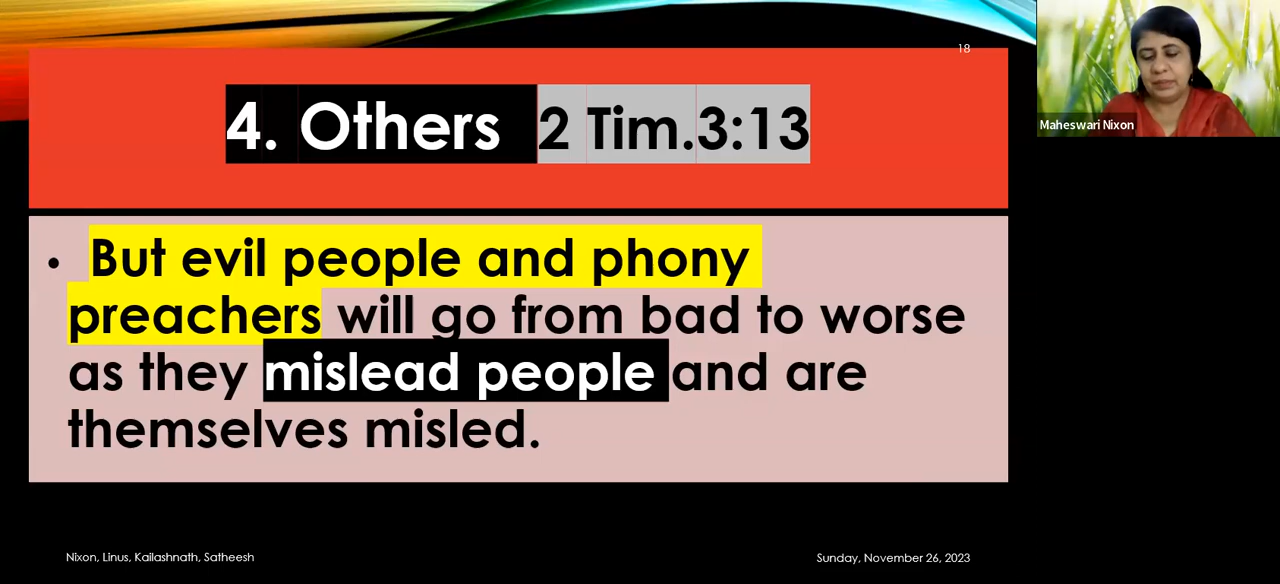 18
4. Others 2 Tim.3:13
Maheswari Nixon
• But evil people and phony
preachers will go from bad to worse
as they mislead people and are
themselves misled.
Nixon, Linus, Kailashnath, Satheesh
Sunday, November 26, 2023